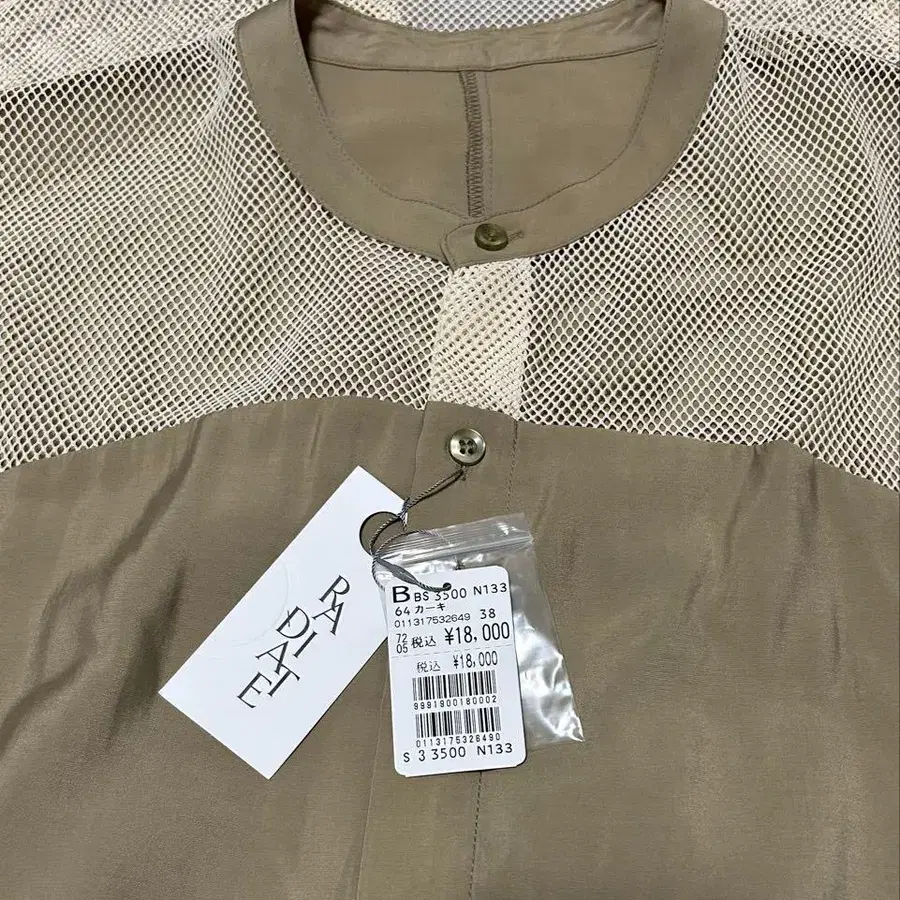 RA
DI
AT
E
B BS 3500 N133
64 カーキ
011317532649 38
72
05 税込 ¥18,000
税込 ¥18,000
9991900180002
0113175326490
S 3 3500 N133